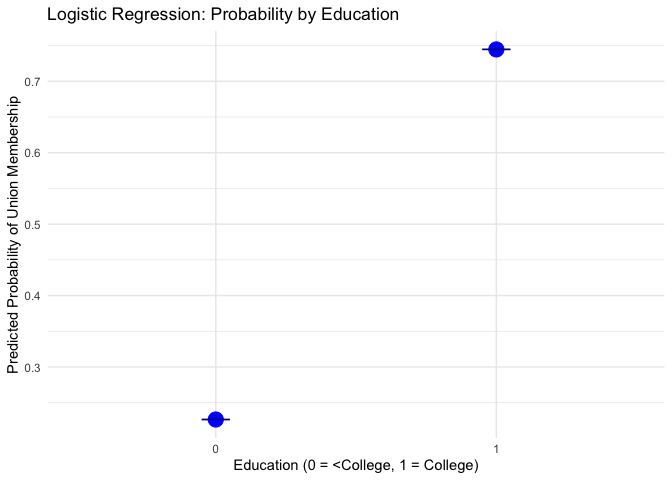 Logistic Regression: Probability by Education
Predicted Probability of Union Membership
0.7
0.6
0.5
0.4
0.3
0
1
Education (0 = <College, 1 = College)